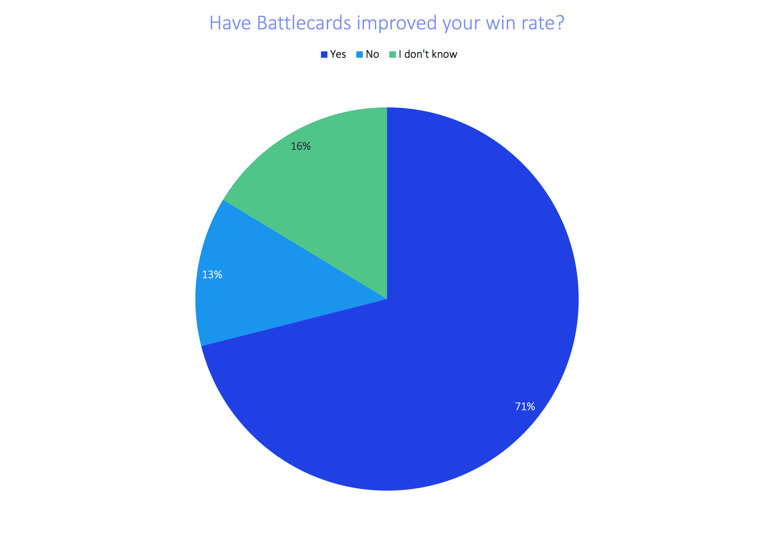 Have Battlecards improved your win rate?
Yes No I don't know
16%
13%
71%